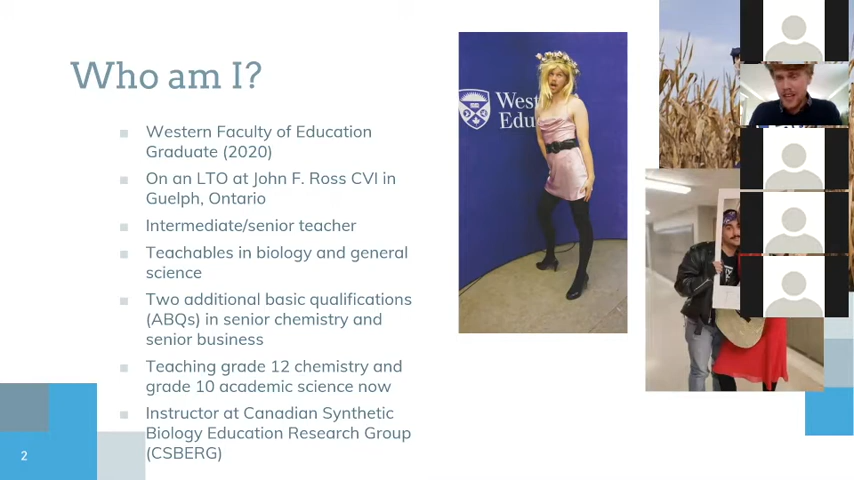 Who am I?
Western Faculty of Education
Graduate (2020)
On an LTO at John F. Ross CVI in
Guelph, Ontario
Intermediate/senior teacher
Teachables in biology and general
science
Two additional basic qualifications
(ABQs) in senior chemistry and
senior business
Teaching grade 12 chemistry and
grade 10 academic science now
Instructor at Canadian Synthetic
Biology Education Research Group
(CSBERG)
2
West
Edu